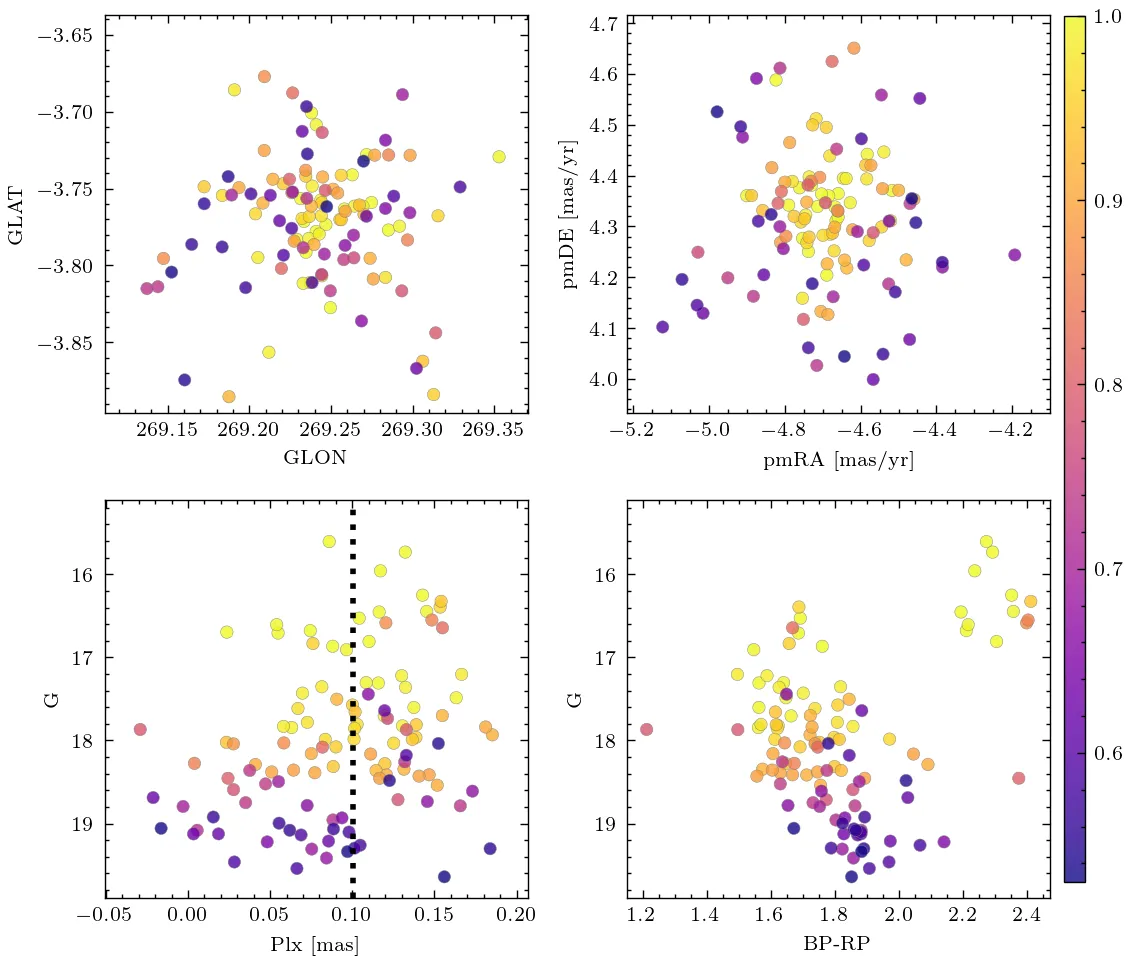 −3.65
−3.70
−3.75
−3.80
−3.85
GLAT
269.15 269.20 269.25 269.30 269.35
GLON
4.7
4.6
4.5
4.4
4.3
4.2
4.1
4.0
pmDE [mas/yr]
−5.2 −5.0 −4.8 −4.6 −4.4 −4.2
pmRA [mas/yr]
1.0
0.9
0.8
0.7
0.6
16
17
18
19
G
−0.05 0.00 0.05 0.10 0.15 0.20
Plx [mas]
16
17
18
19
G
1.2 1.4 1.6 1.8 2.0 2.2 2.4
BP-RP